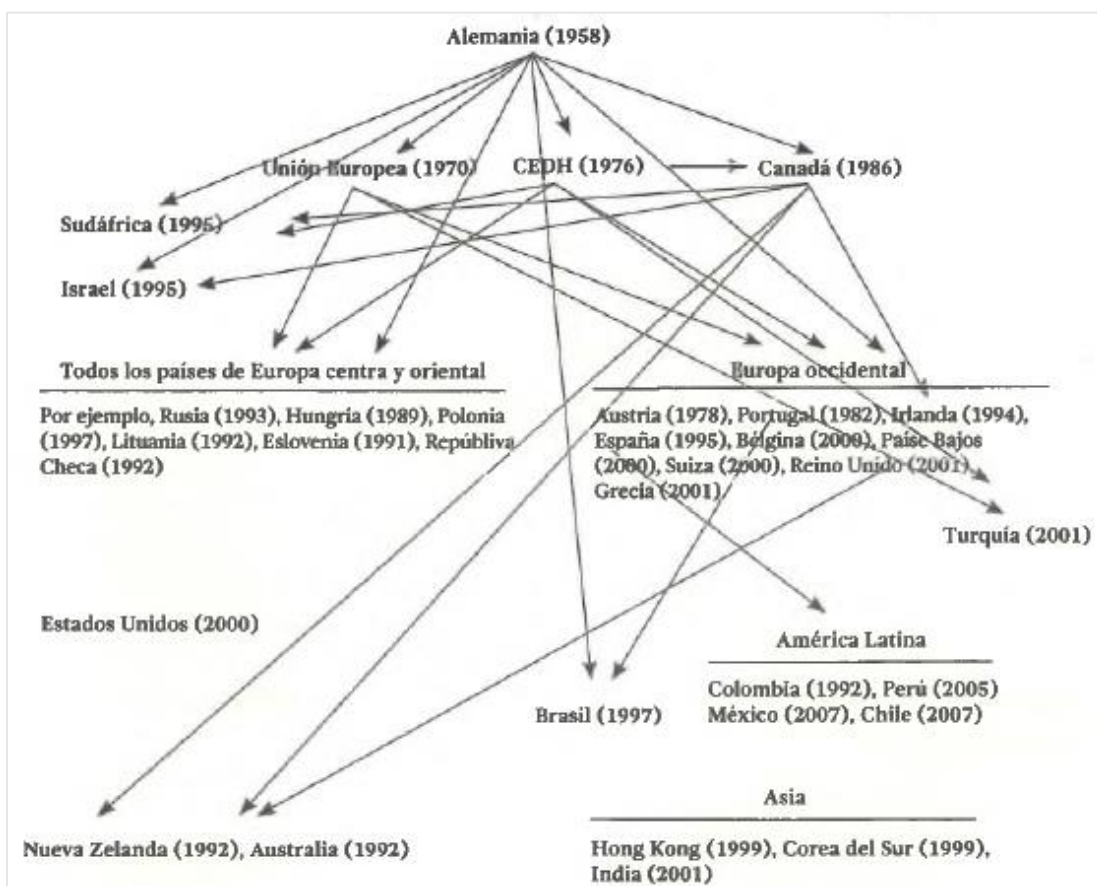 Alemania (1958)
Unión Europea (1970)
CEDH (1976)
Canadá (1986)
Sudáfrica (1996)
Israel (1995)
Todos los países de Europa centra y oriental
Por ejemplo, Rusia (1993), Hungría (1989), Polonia
(1997), Lituania (1992), Eslovenia (1991), Repúbliva
Checa (1992)
Europa occidental
Austria (1978), Portugal (1982), Irlanda (1994),
España (1995), Bélgina (2000), Paise Bajos
(2000), Suiza (2000), Reino Unido (2001)
Grecia (2001)
Turquía (2001)
Estados Unidos (2000)
América Latina
Colombia (1992), Perú (2005)
México (2007), Chile (2007)
Brasil (1997)
Asia
Nueva Zelanda (1992), Australia (1992)
Hong Kong (1999), Corea del Sur (1999),
India (2001)